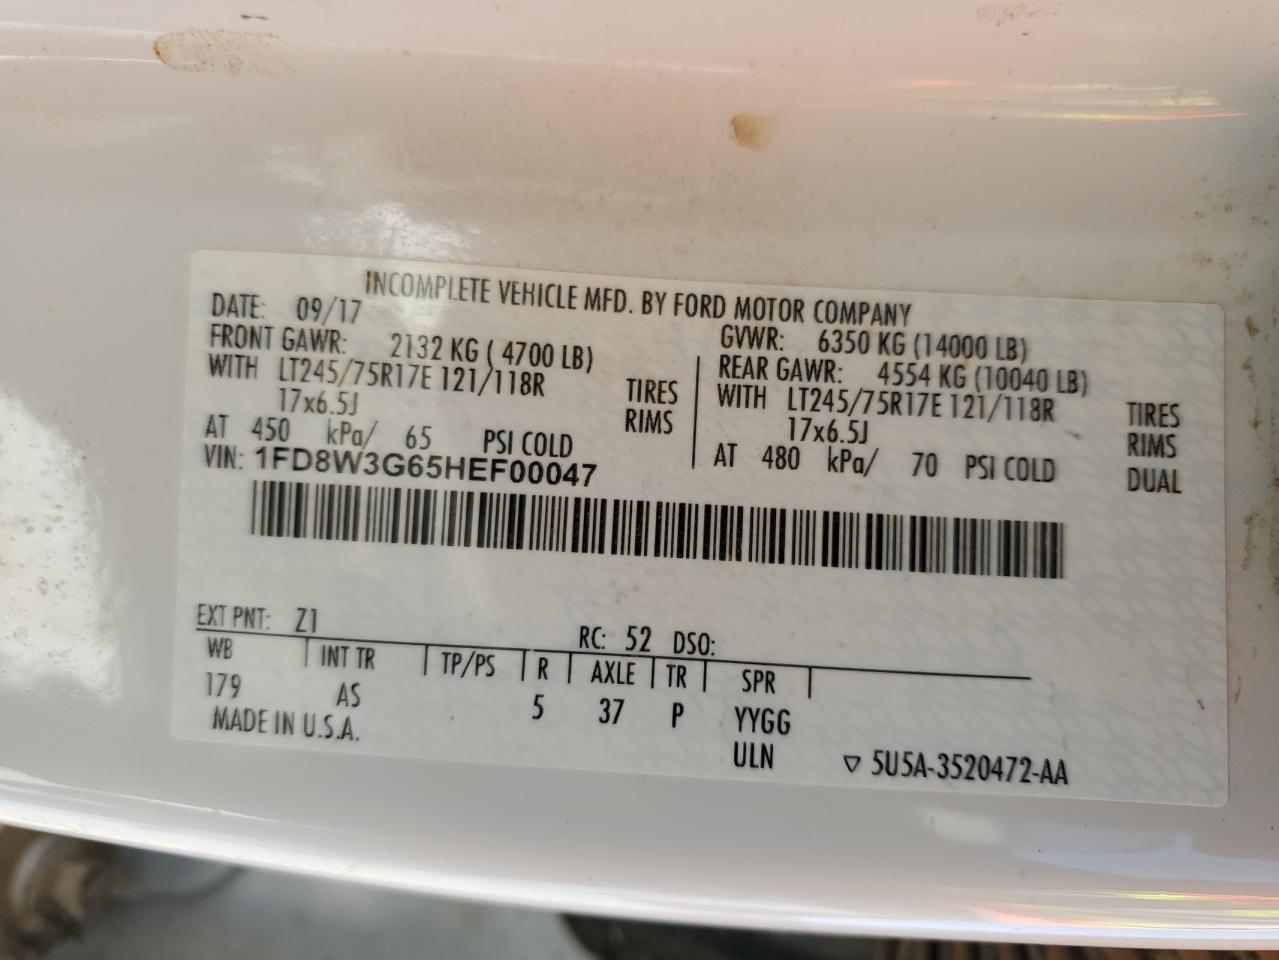 INCOMPLETE VEHICLE MFD. BY FORD MOTOR COMPANY
DATE: 09/17 GVWR: 6350 KG (14000 LB)
FRONT GAWR: 2132 KG ( 4700 LB) REAR GAWR: 4554 KG (10040 LB)
WITH LT245/75R17E 121/118R TIRES WITH LT245/75R17E 121/118R TIRES
17x6.5J RIMS 17x6.5J RIMS
AT 450 kPa/ 65 PSI COLD AT 480 kPa/ 70 PSI COLD DUAL
VIN: 1FD8W3G65HEF00047
EXT PNT: Z1 RC: 52 DSO:
WB INT TR TP/PS R AXLE TR SPR
179 AS 5 37 P YYGG
MADE IN U.S.A. ULN ▽ 5U5A-3520472-AA